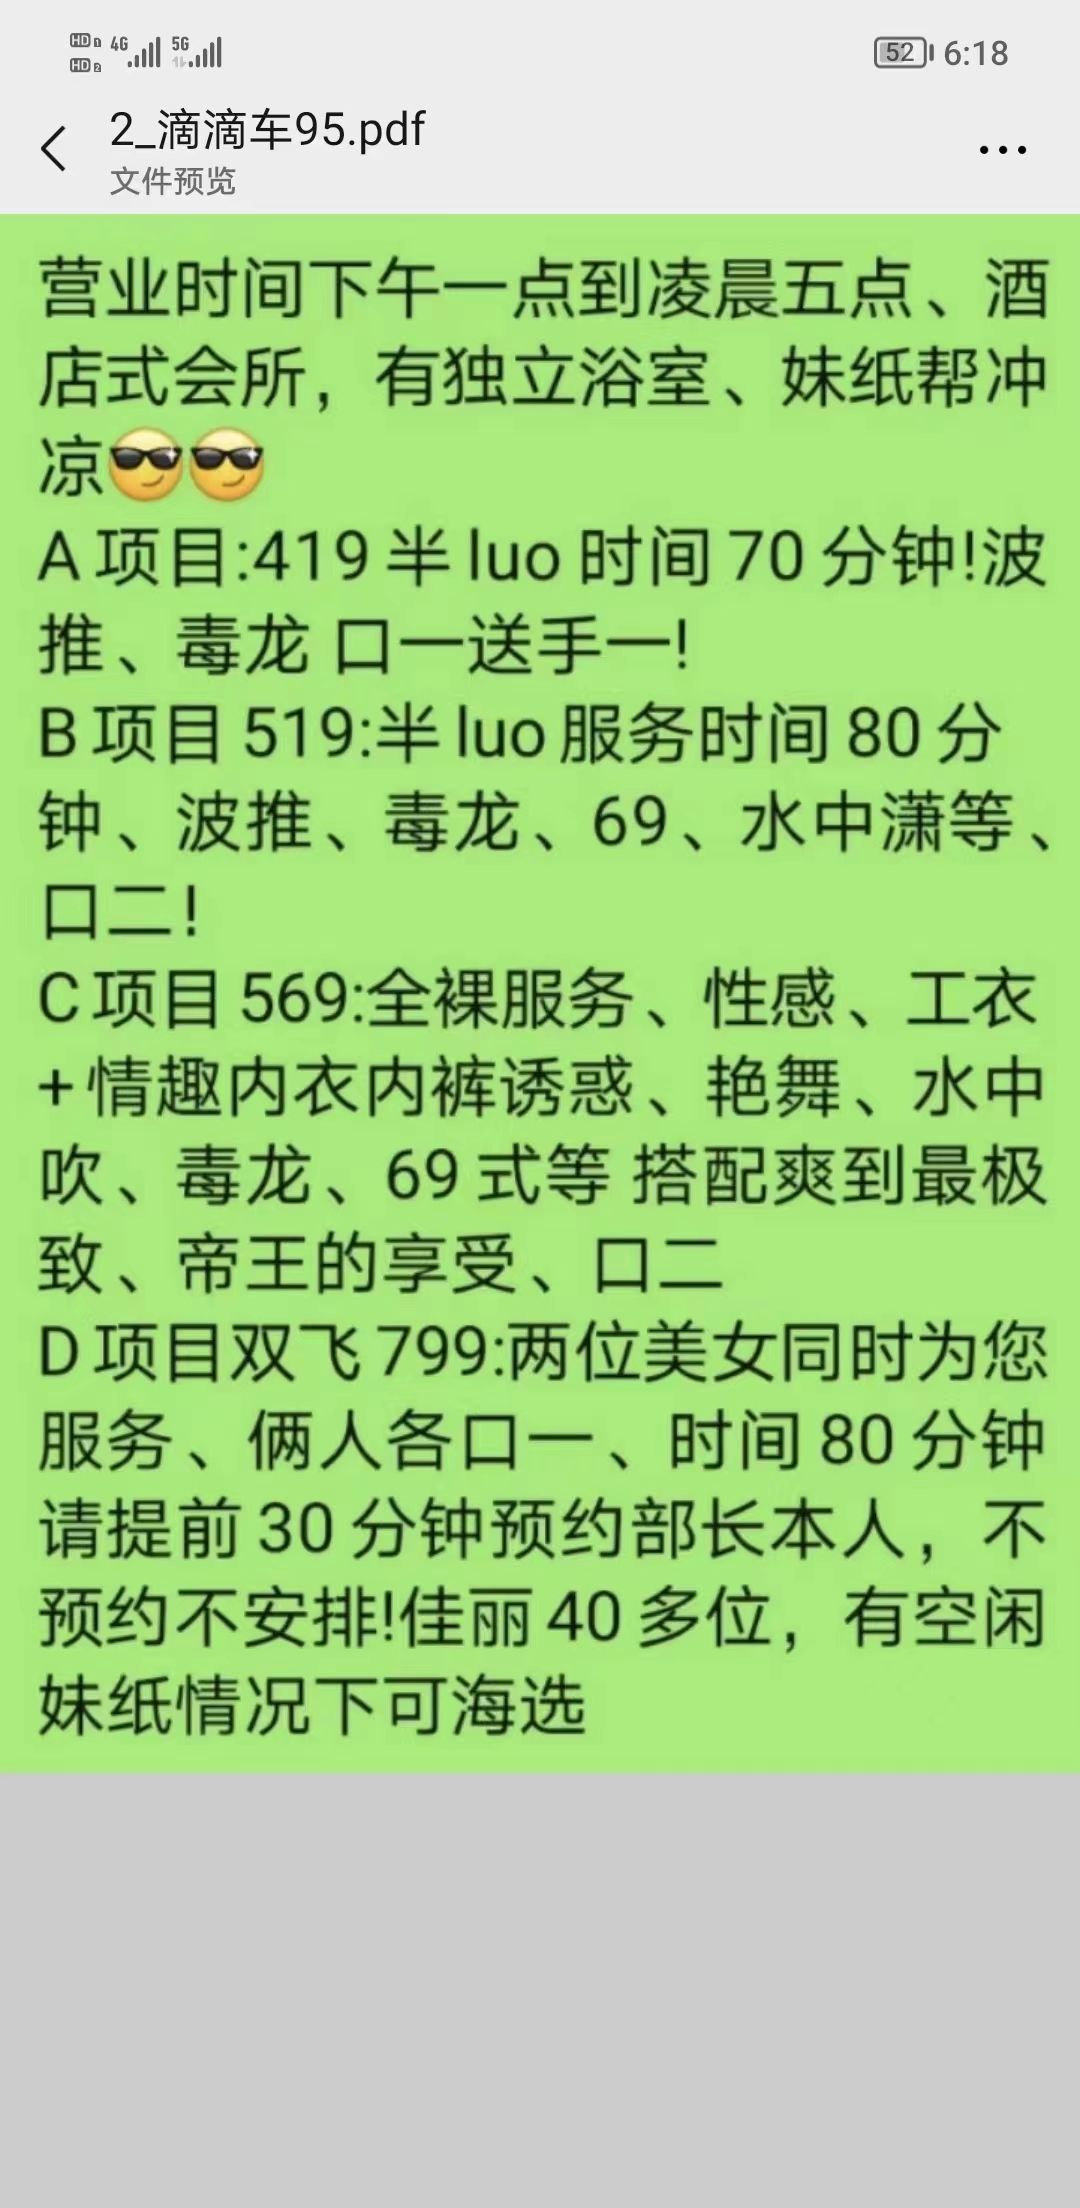 HD 1 4G 5G
HD 2
52 6:18
2_滴滴车95.pdf
文件预览
营业时间下午一点到凌晨五点、酒
店式会所，有独立浴室、妹纸帮冲
凉😎😎
A项目:419半luo时间70分钟!波
推、毒龙 口一送手一!
B项目519:半luo服务时间80分
钟、波推、毒龙、69、水中潇等、
口二!
C项目569:全裸服务、性感、工衣
+情趣内衣内裤诱惑、艳舞、水中
吹、毒龙、69式等 搭配爽到最极
致、帝王的享受、口二
D项目双飞799:两位美女同时为您
服务、俩人各口一、时间80分钟
请提前30分钟预约部长本人，不
预约不安排!佳丽40多位，有空闲
妹纸情况下可海选